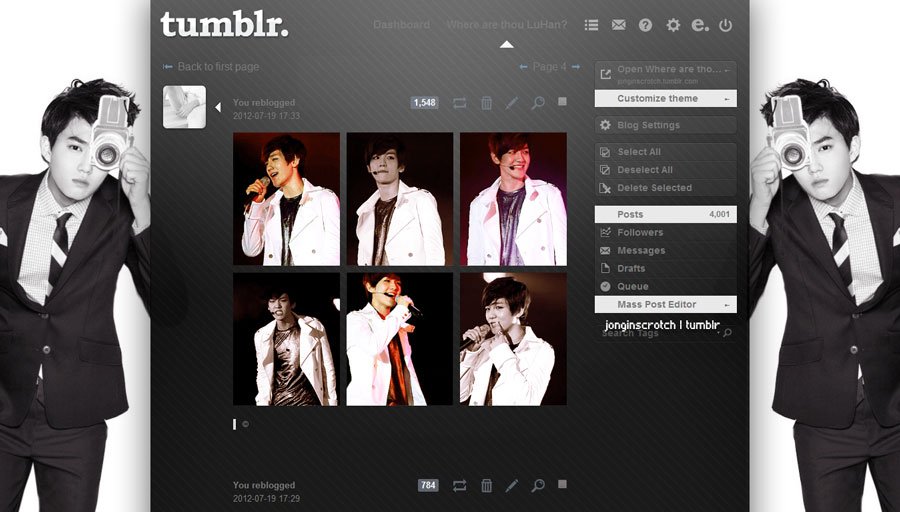 tumblr.
Dashboard
Where are thou LuHan?
Back to first page
Page 4
You reblogged
2012-07-19 17:33
1,548
©
You reblogged
2012-07-19 17:29
784
Open Where are tho...
jonginscrotch.tumblr.com
Customize theme
Blog Settings
Select All
Deselect All
Delete Selected
Posts 4,001
Followers
Messages
Drafts
Queue
Mass Post Editor
jonginscrotch | tumblr
Search Tags